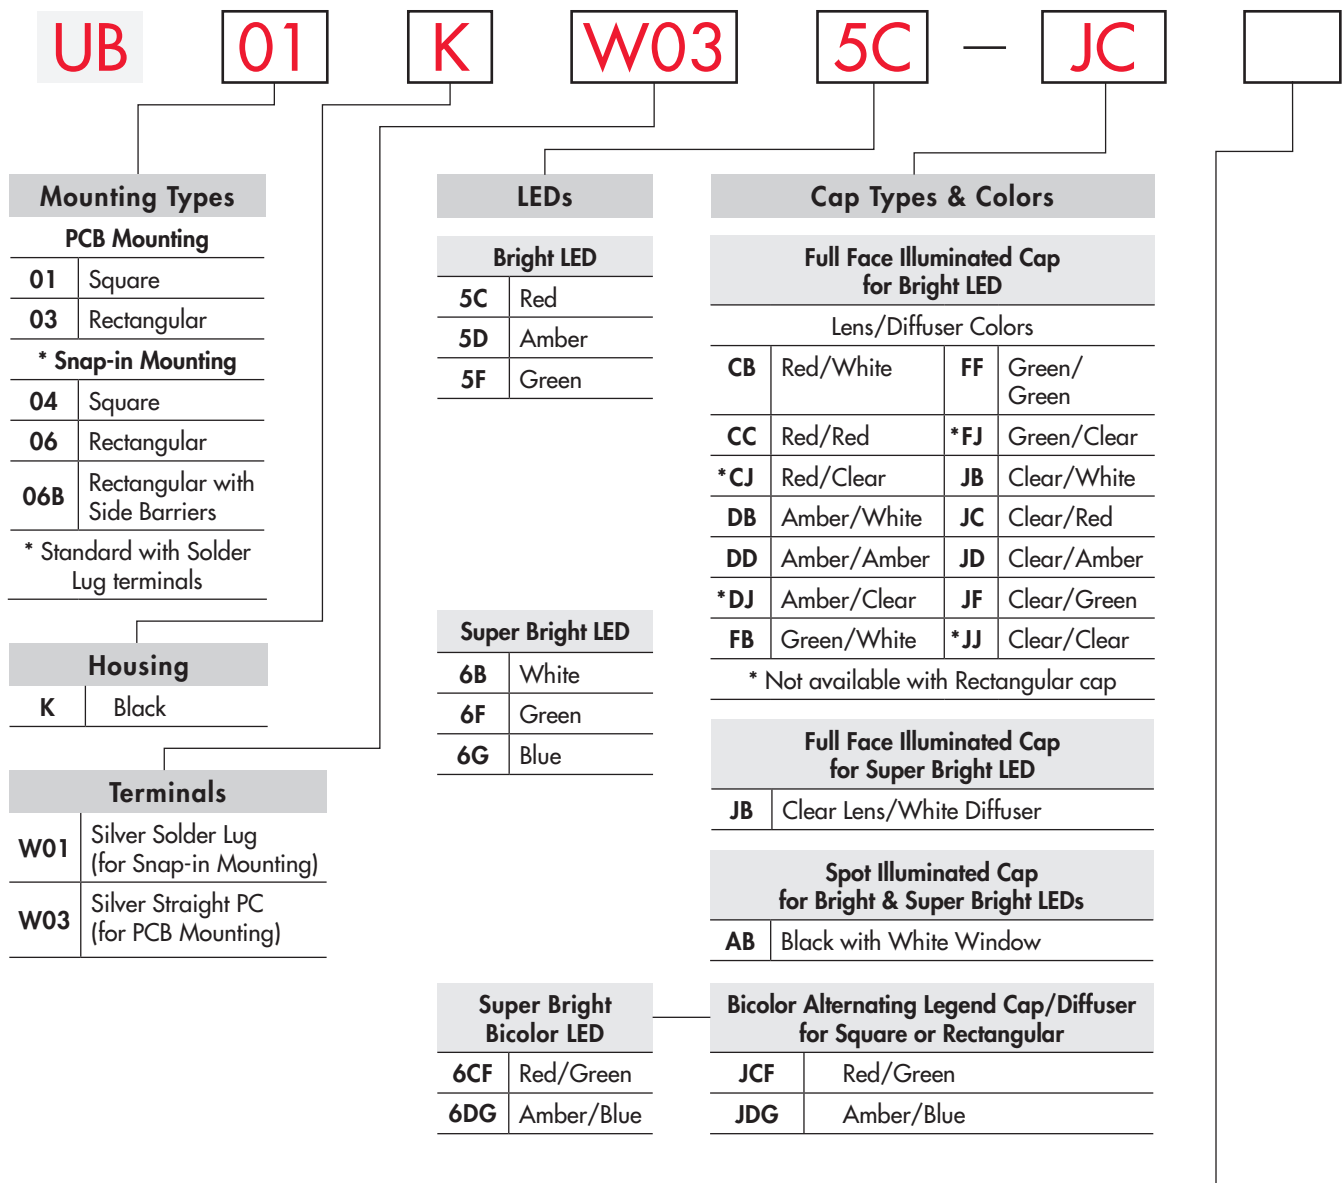 UB 01 K W03 5C — JC
Mounting Types
PCB Mounting
01 Square
03 Rectangular
* Snap-in Mounting
04 Square
06 Rectangular
06B Rectangular with
Side Barriers
* Standard with Solder
Lug terminals
Housing
K Black
Terminals
W01 Silver Solder Lug
(for Snap-in Mounting)
W03 Silver Straight PC
(for PCB Mounting)
LEDs
Bright LED
5C Red
5D Amber
5F Green
Super Bright LED
6B White
6F Green
6G Blue
Super Bright
Bicolor LED
6CF Red/Green
6DG Amber/Blue
Cap Types & Colors
Full Face Illuminated Cap
for Bright LED
Lens/Diffuser Colors
CB Red/White FF Green/
Green
CC Red/Red *FJ Green/Clear
*CJ Red/Clear JB Clear/White
DB Amber/White JC Clear/Red
DD Amber/Amber JD Clear/Amber
*DJ Amber/Clear JF Clear/Green
FB Green/White *JJ Clear/Clear
* Not available with Rectangular cap
Full Face Illuminated Cap
for Super Bright LED
JB Clear Lens/White Diffuser
Spot Illuminated Cap
for Bright & Super Bright LEDs
AB Black with White Window
Bicolor Alternating Legend Cap/Diffuser
for Square or Rectangular
JCF Red/Green
JDG Amber/Blue